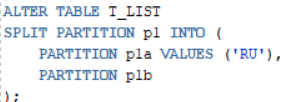 ALTER TABLE T_LIST
SPLIT PARTITION p1 INTO (
PARTITION p1a VALUES ('RU'),
PARTITION p1b
);